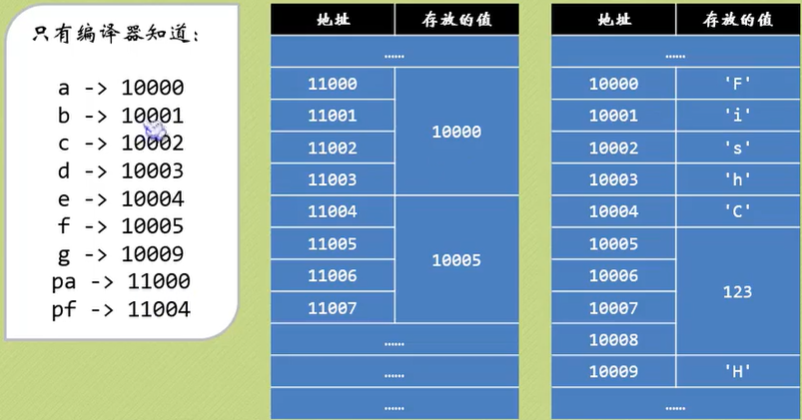 只有编译器知道:
a -> 10000
b -> 10001
c -> 10002
d -> 10003
e -> 10004
f -> 10005
g -> 10009
pa -> 11000
pf -> 11004
地址 存放的值
……
11000
11001
10000
11002
11003
11004
11005
10005
11006
11007
……
……
……
地址 存放的值
……
10000 'F'
10001 'i'
10002 's'
10003 'h'
10004 'C'
10005
10006
123
10007
10008
10009 'H'
……